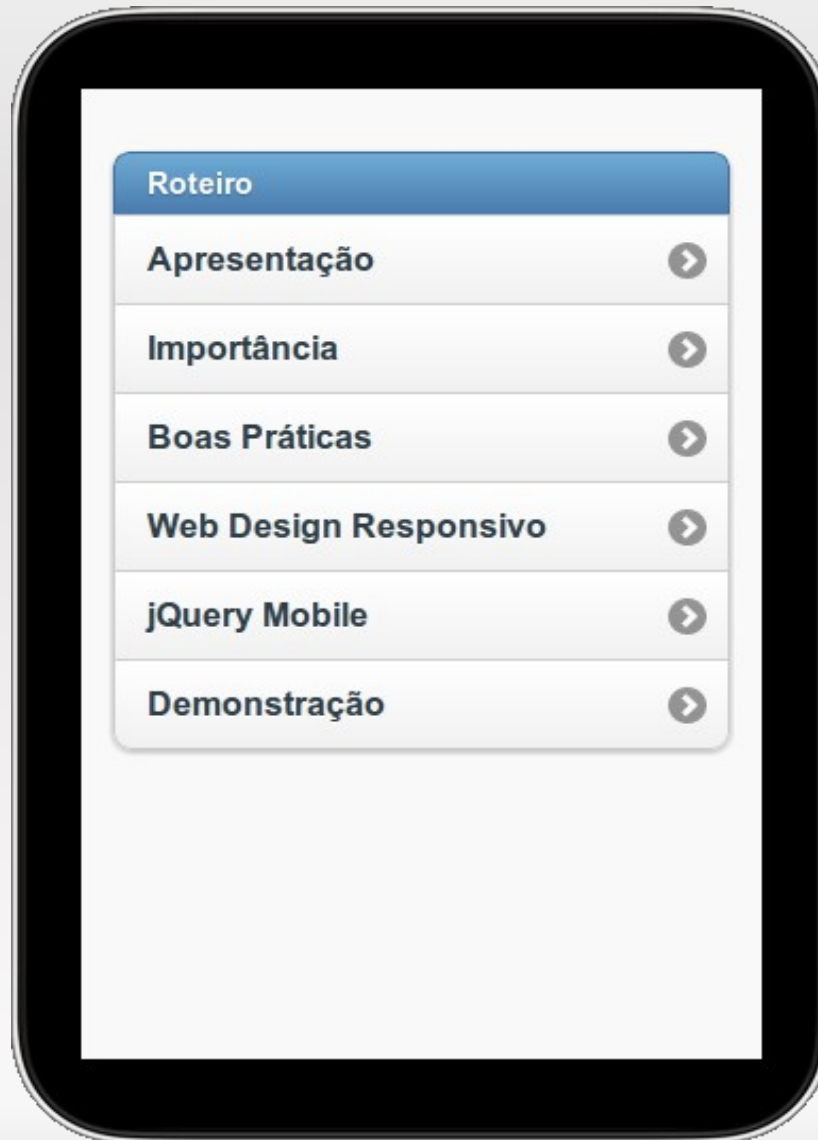 Roteiro
Apresentação
Importância
Boas Práticas
Web Design Responsivo
jQuery Mobile
Demonstração